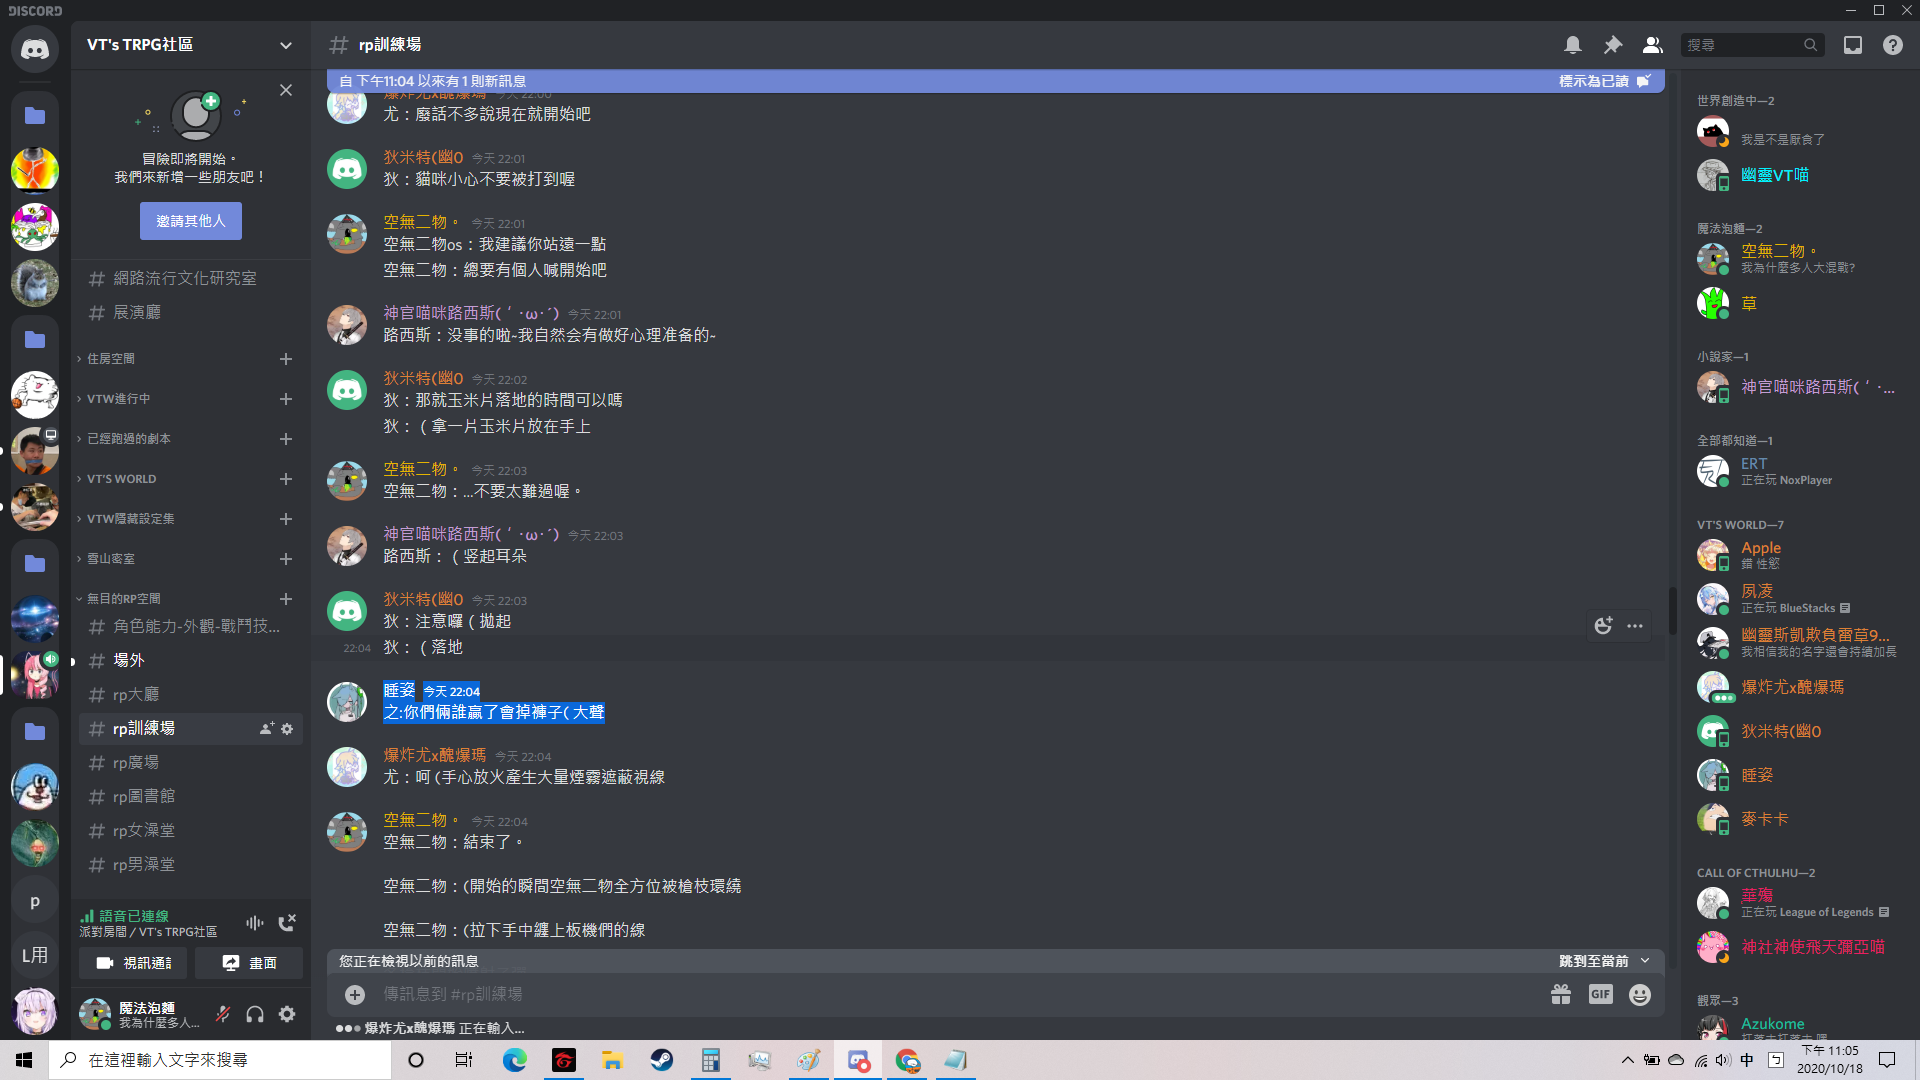 DISCORD
VT's TRPG社區
冒險即將開始。
我們來新增一些朋友吧！
邀請其他人
網路流行文化研究室
展演廳
住房空間
VTW進行中
已經跑過的劇本
VT'S WORLD
VTW隱藏設定集
雪山密室
無目的RP空間
角色能力-外觀-戰鬥技...
場外
rp大廳
rp訓練場
rp廣場
rp圖書館
rp女澡堂
rp男澡堂
p
L用
語音已連線
派對房間 / VT's TRPG社區
視訊通話
畫面
魔法泡麵
我為什麼多人...
rp訓練場
搜尋
自 下午11:04 以來有 1 則新訊息
標示為已讀
爆炸尤x醜爆瑪 今天 22:00
尤：廢話不多說現在就開始吧
狄米特(幽0 今天 22:01
狄：貓咪小心不要被打到喔
空無二物。 今天 22:01
空無二物os：我建議你站遠一點
空無二物：總要有個人喊開始吧
神官喵咪路西斯( ʹ ･ω･ˊ) 今天 22:01
路西斯：没事的啦~我自然会有做好心理准备的~
狄米特(幽0 今天 22:02
狄：那就玉米片落地的時間可以嗎
狄：（拿一片玉米片放在手上
空無二物。 今天 22:03
空無二物：...不要太難過喔。
神官喵咪路西斯( ʹ ･ω･ˊ) 今天 22:03
路西斯：（竖起耳朵
狄米特(幽0 今天 22:03
狄：注意囉（拋起
22:04 狄：（落地
睡姿 今天 22:04
之:你們倆誰贏了會掉褲子( 大聲
爆炸尤x醜爆瑪 今天 22:04
尤：呵 (手心放火產生大量煙霧遮蔽視線
空無二物。 今天 22:04
空無二物：結束了。
空無二物：(開始的瞬間空無二物全方位被槍枝環繞
空無二物：(拉下手中纏上板機們的線
您正在檢視以前的訊息
跳到至當前
傳訊息到 #rp訓練場
GIF
爆炸尤x醜爆瑪 正在輸入...
世界創造中—2
我是不是厭食了
幽靈VT喵
魔法泡麵—2
空無二物。
我為什麼多人大混戰?
草
小說家—1
神官喵咪路西斯( ʹ ･...
全部都知道—1
ERT
正在玩 NoxPlayer
VT'S WORLD—7
Apple
錯 性慾
夙凌
正在玩 BlueStacks
幽靈斯凱欺負雷草9...
我相信我的名字還會持續加長
爆炸尤x醜爆瑪
狄米特(幽0
睡姿
麥卡卡
CALL OF CTHULHU—2
華殤
正在玩 League of Legends
神社神使飛天彌亞喵
觀眾—3
Azukome
在這裡輸入文字來搜尋
中
下午 11:05
2020/10/18